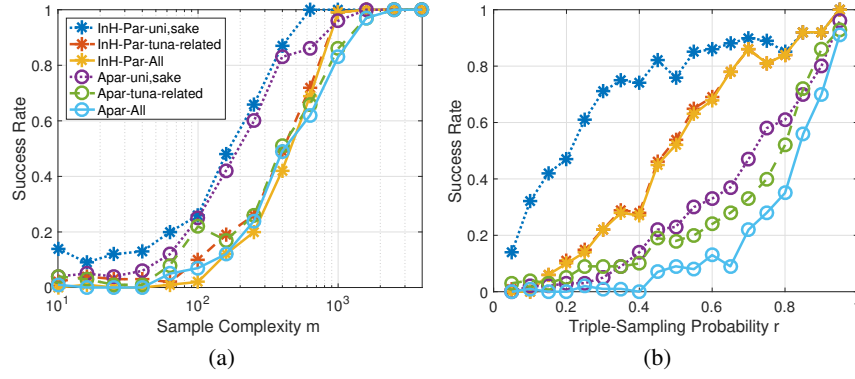 1
0.8
0.6
0.4
0.2
0
Success Rate
InH-Par-uni,sake
InH-Par-tuna-related
InH-Par-All
Apar-uni,sake
Apar-tuna-related
Apar-All
10^1 10^2 10^3
Sample Complexity m
(a)
1
0.8
0.6
0.4
0.2
0
Success Rate
0 0.2 0.4 0.6 0.8 1
Triple-Sampling Probability r
(b)